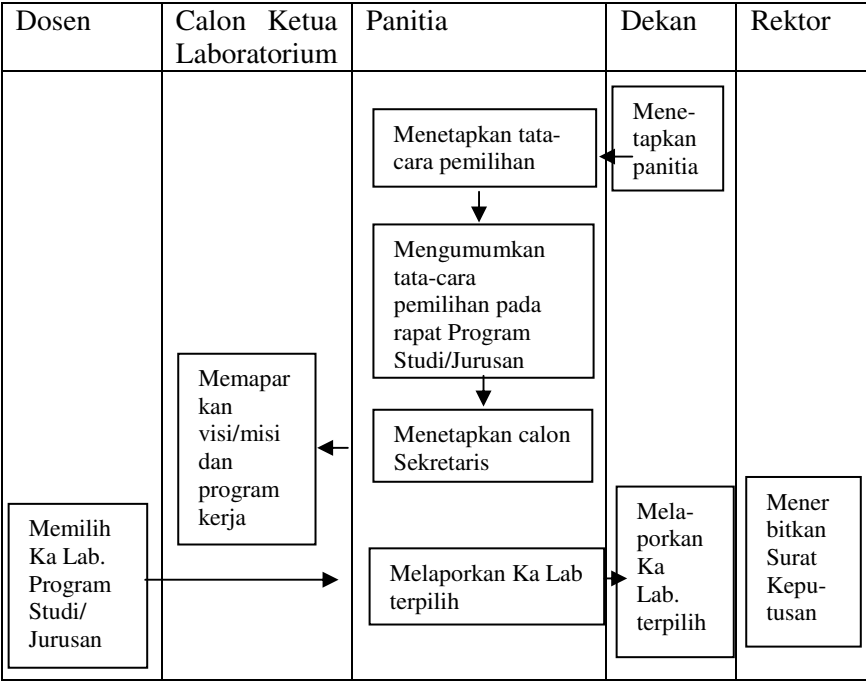 Dosen
Calon Ketua
Laboratorium
Panitia
Dekan
Rektor
Mene-
tapkan
panitia
Menetapkan tata-
cara pemilihan
Mengumumkan
tata-cara
pemilihan pada
rapat Program
Studi/Jurusan
Menetapkan calon
Sekretaris
Memapar
kan
visi/misi
dan
program
kerja
Memilih
Ka Lab.
Program
Studi/
Jurusan
Melaporkan Ka Lab
terpilih
Mela-
porkan
Ka
Lab.
terpilih
Mener
bitkan
Surat
Kepu-
tusan